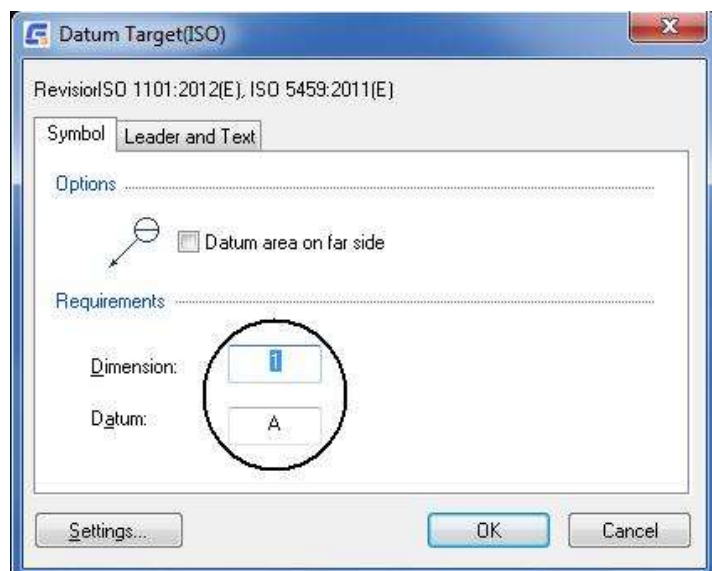 Datum Target(ISO)
RevisiorISO 1101:2012(E), ISO 5459:2011(E)
Symbol Leader and Text
Options
Datum area on far side
Requirements
Dimension: 1
Datum: A
Settings... OK Cancel